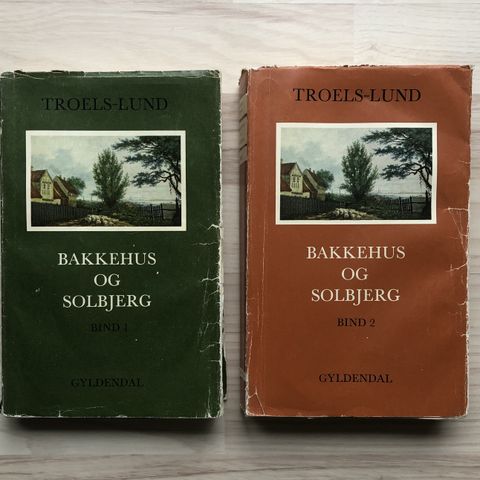 TROELS-LUND
BAKKEHUS
OG
SOLBJERG
BIND 1
GYLDENDAL
TROELS-LUND
BAKKEHUS
OG
SOLBJERG
BIND 2
GYLDENDAL